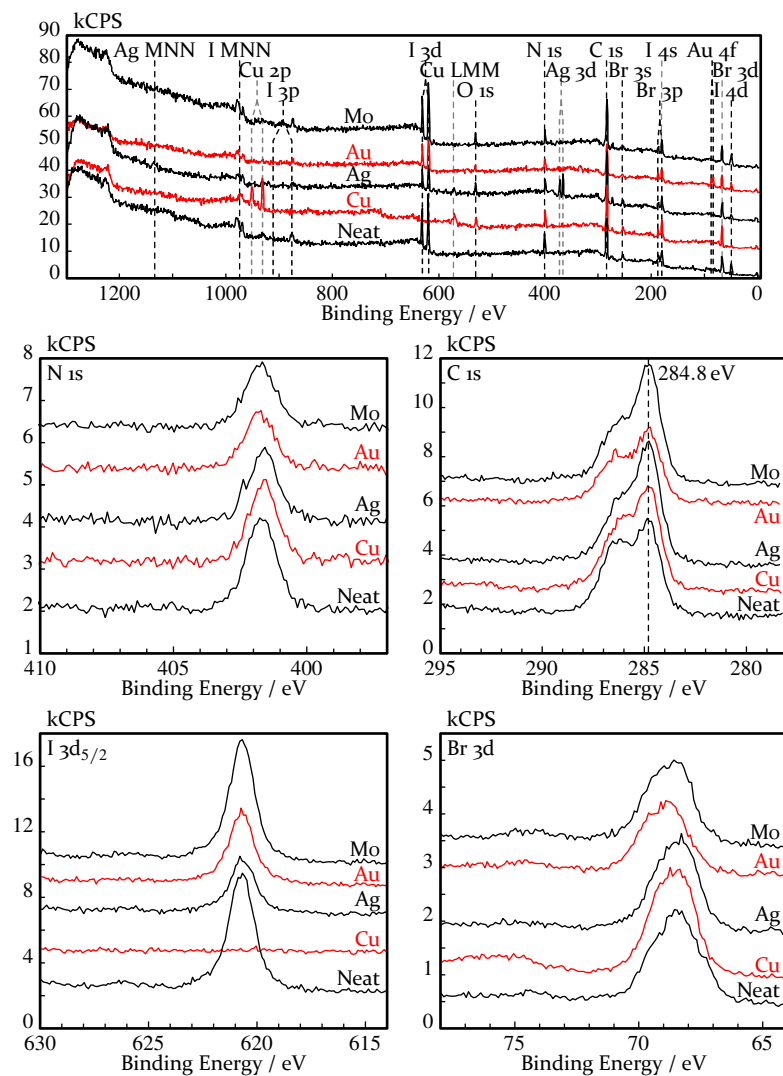 kCPS
90
80
70
60
50
40
30
20
10
0
Ag MNN I MNN I 3d N 1s C 1s I 4s Au 4f
Cu 2p Cu LMM Ag 3d Br 3s Br 3d
I 3p O 1s Br 3p I 4d
Mo
Au
Ag
Cu
Neat
1200 1000 800 600 400 200 0
Binding Energy / eV
kCPS
N 1s
8
7
6
5
4
3
2
1
Mo
Au
Ag
Cu
Neat
410 405 400
Binding Energy / eV
kCPS
C 1s
284.8 eV
12
10
8
6
4
2
0
Mo
Au
Ag
Cu
Neat
295 290 285 280
Binding Energy / eV
kCPS
I 3d5/2
16
12
8
4
0
Mo
Au
Ag
Cu
Neat
630 625 620 615
Binding Energy / eV
kCPS
Br 3d
5
4
3
2
1
0
Mo
Au
Ag
Cu
Neat
75 70 65
Binding Energy / eV